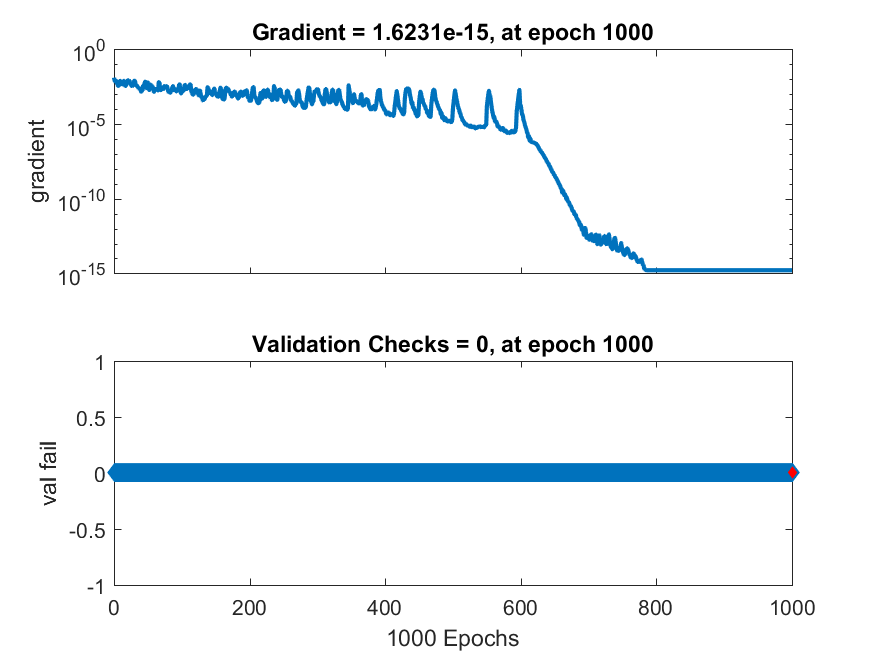 Gradient = 1.6231e-15, at epoch 1000
10^0
10^-5
10^-10
10^-15
gradient
Validation Checks = 0, at epoch 1000
1
0.5
0
-0.5
-1
val fail
0 200 400 600 800 1000
1000 Epochs